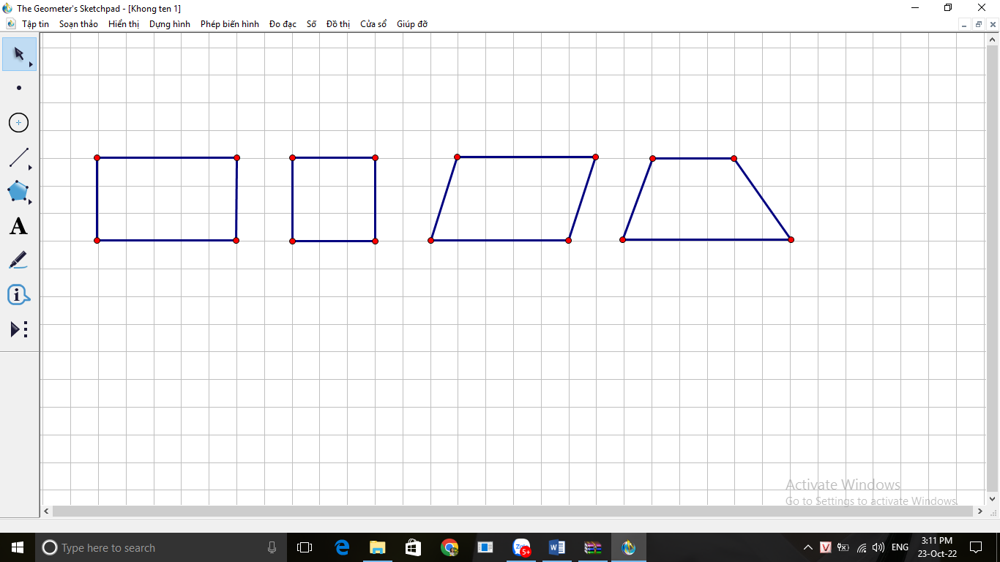 The Geometer's Sketchpad - [Khong ten 1]
Tập tin Soạn thảo Hiển thị Dựng hình Phép biến hình Đo đạc Số Đồ thị Cửa sổ Giúp đỡ
A
Activate Windows
Go to Settings to activate Windows.
Type here to search
5+
ENG
3:11 PM
23-Oct-22